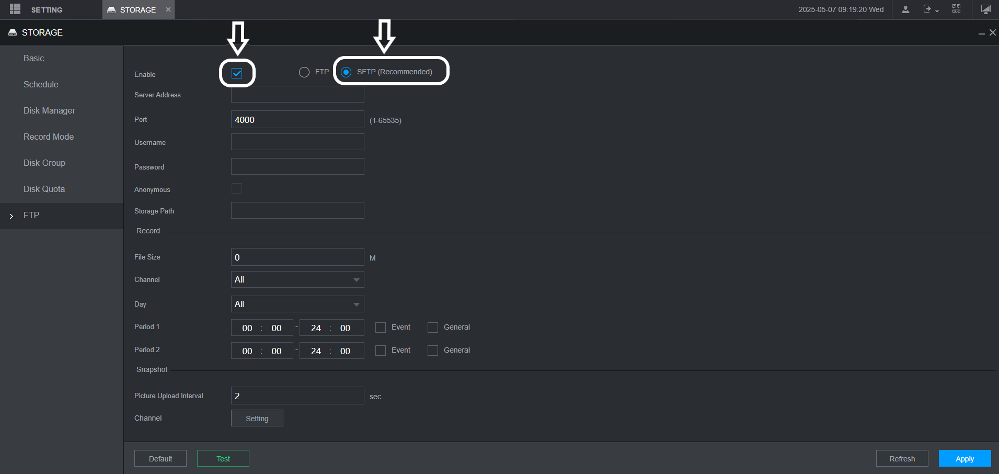 SETTING STORAGE 2025-05-07 09:19:20 Wed
STORAGE
Basic
Schedule
Disk Manager
Record Mode
Disk Group
Disk Quota
FTP
Enable FTP SFTP (Recommended)
Server Address
Port 4000 (1-65535)
Username
Password
Anonymous
Storage Path
Record
File Size 0 M
Channel All
Day All
Period 1 00 : 00 - 24 : 00 Event General
Period 2 00 : 00 - 24 : 00 Event General
Snapshot
Picture Upload Interval 2 sec.
Channel Setting
Default Test Refresh Apply